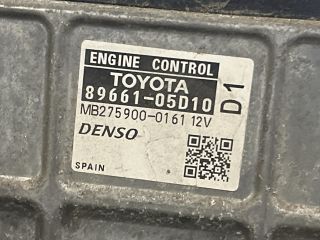 ENGINE CONTROL
TOYOTA
89661-05D10
D1
MB275900-0161 12V
DENSO
SPAIN